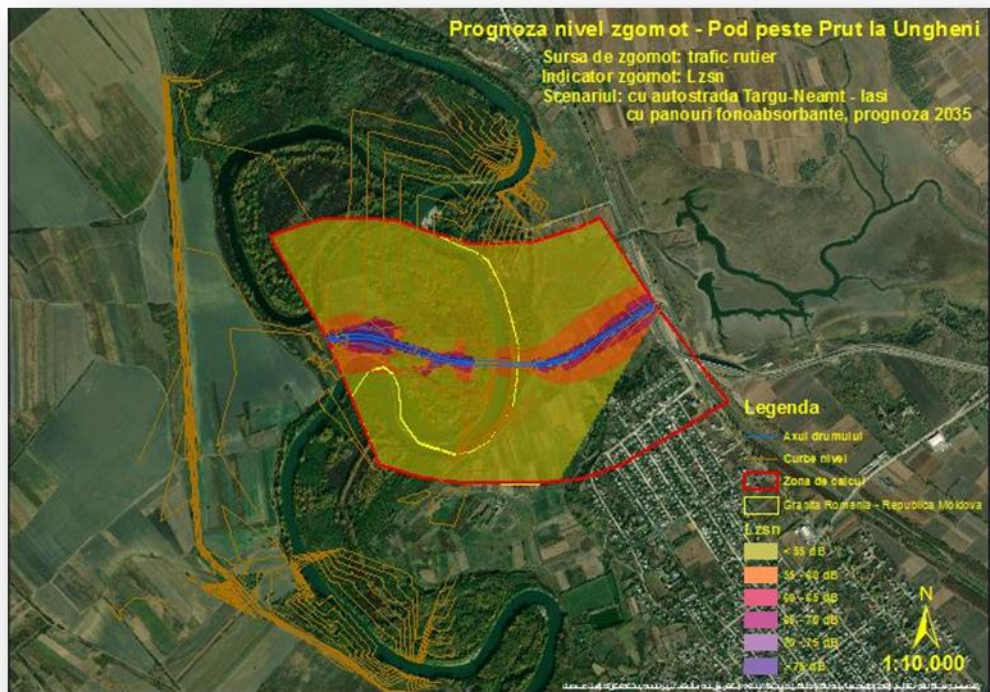 Prognoza nivel zgomot - Pod peste Prut la Ungheni
Sursa de zgomot: trafic rutier
Indicator zgomot: Lzsn
Scenariul: cu autostrada Targu-Neamt - Iasi
cu panouri fonoabsorbante, prognoza 2035
Legenda
Axul drumului
Curbe nivel
Zona de calcul
Granita Romania - Republica Moldova
Lzsn
< 55 dB
55 - 60 dB
60 - 65 dB
65 - 70 dB
70 - 75 dB
>75 dB
N
1:10.000